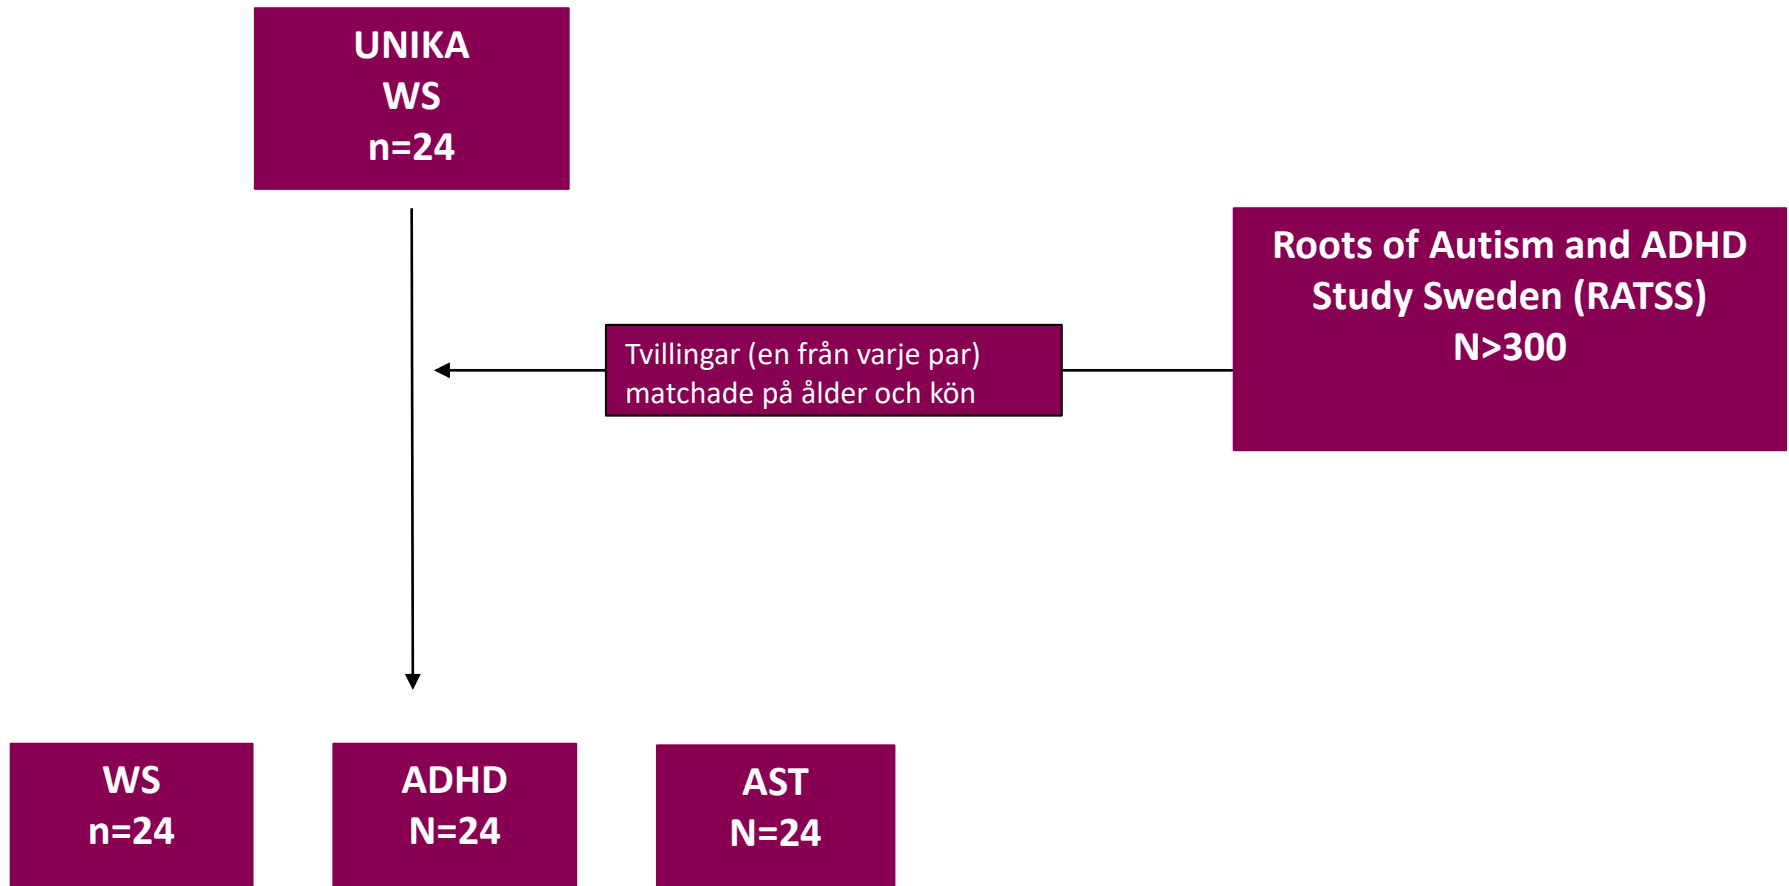 UNIKA
WS
n=24
Roots of Autism and ADHD
Study Sweden (RATSS)
N>300
Tvillingar (en från varje par)
matchade på ålder och kön
WS
n=24
ADHD
N=24
AST
N=24